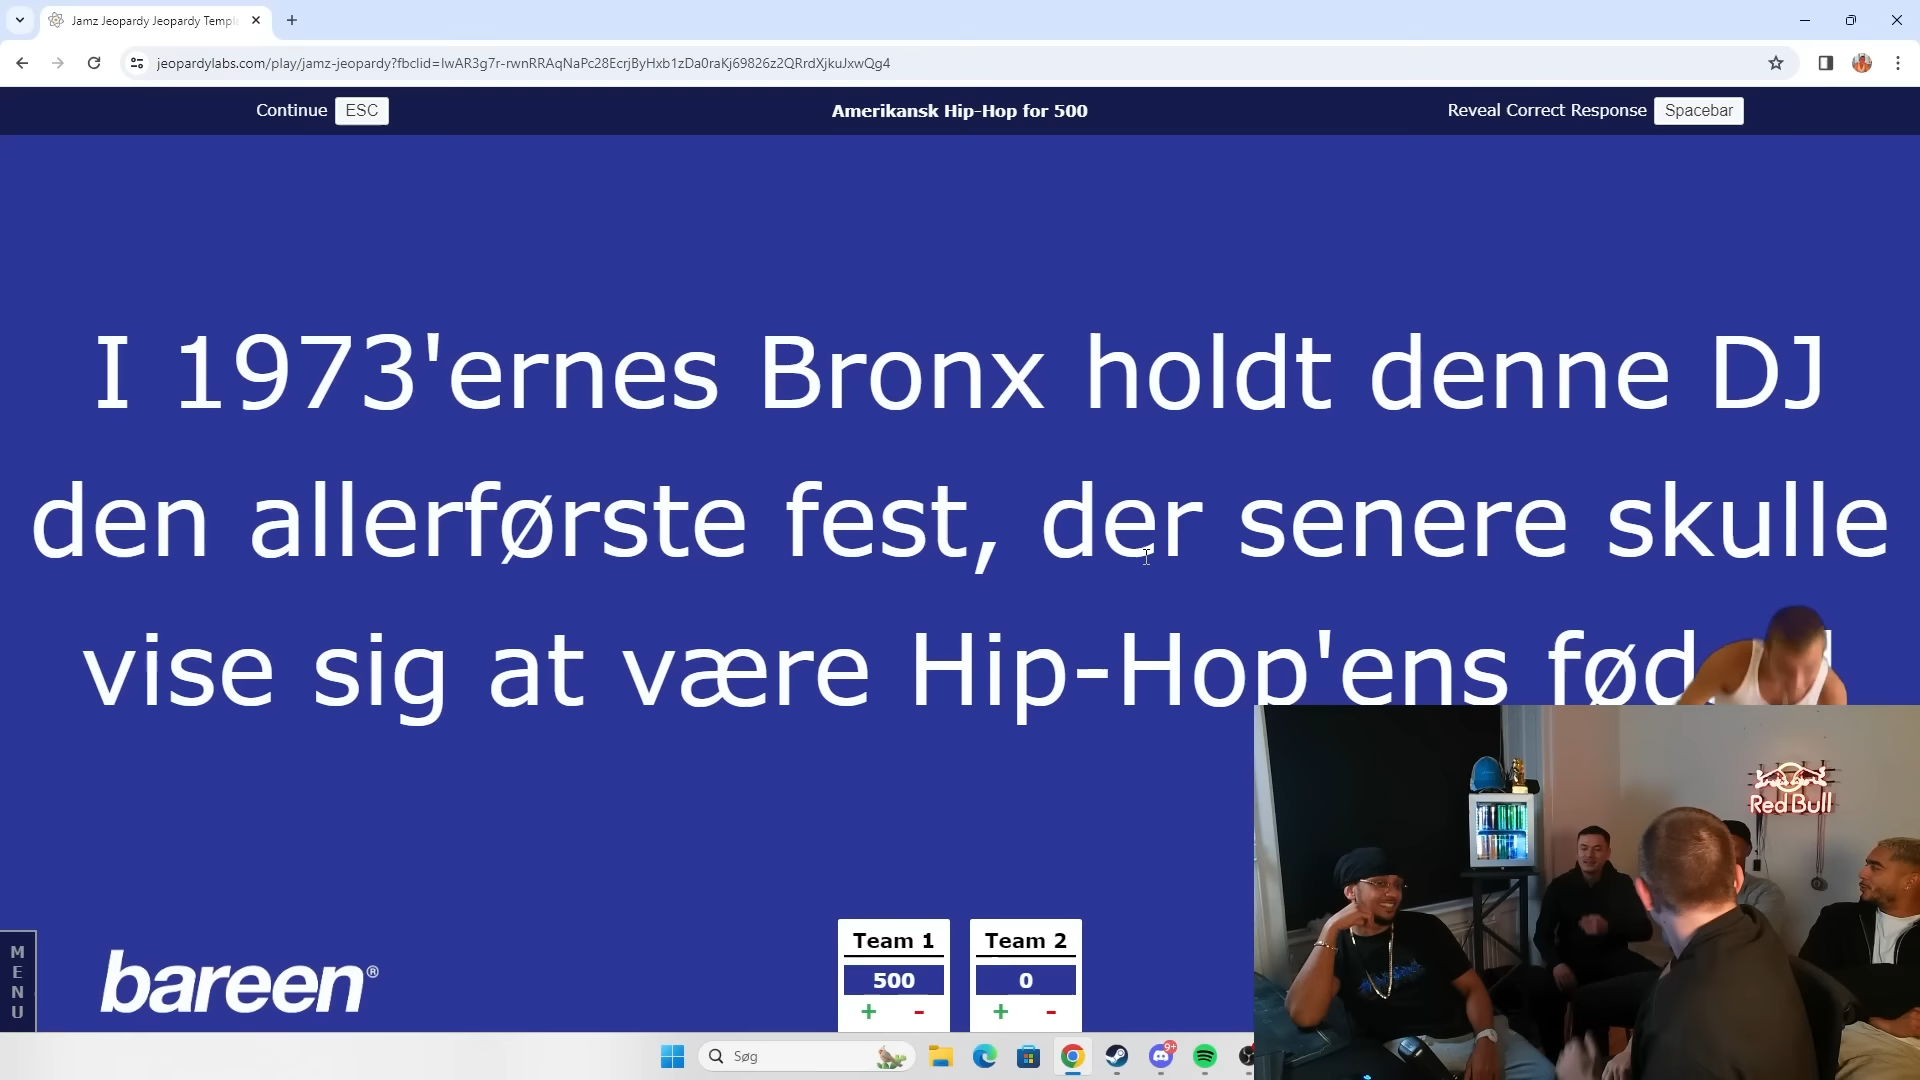 Jamz Jeopardy Jeopardy Templ
jeopardylabs.com/play/jamz-jeopardy?fbclid=IwAR3g7r-rwnRRAqNaPc28EcrjByHxb1zDa0raKj69826z2QRrdXjkuJxwQg4
Continue ESC
Amerikansk Hip-Hop for 500
Reveal Correct Response Spacebar
I 1973'ernes Bronx holdt denne DJ
den allerførste fest, der senere skulle
vise sig at være Hip-Hop'ens fød
Red Bull
MENU
bareen®
Team 1
500
+ -
Team 2
0
+ -
Søg
9+